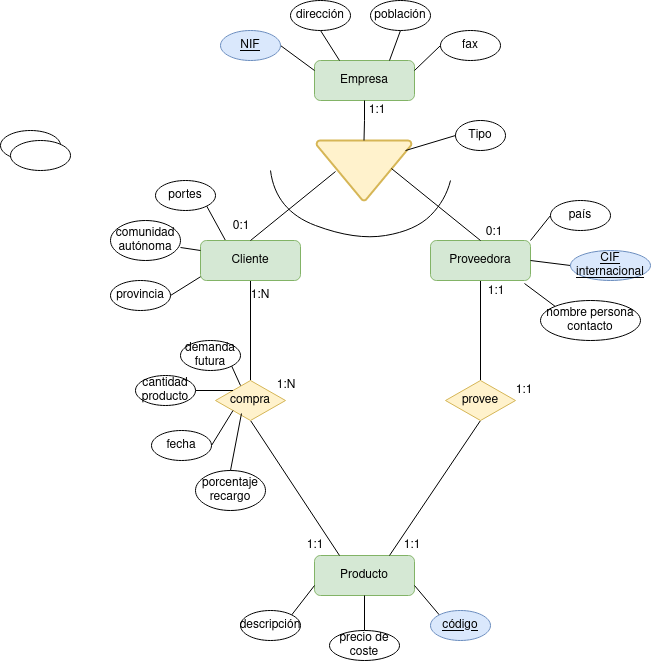 dirección
población
NIF
fax
Empresa
1:1
Tipo
portes
0:1
0:1
país
comunidad
autónoma
Cliente
Proveedora
CIF
internacional
provincia
1:N
1:1
nombre persona
contacto
demanda
futura
1:N
cantidad
producto
compra
provee
1:1
fecha
porcentaje
recargo
1:1
1:1
Producto
descripción
precio de
coste
código